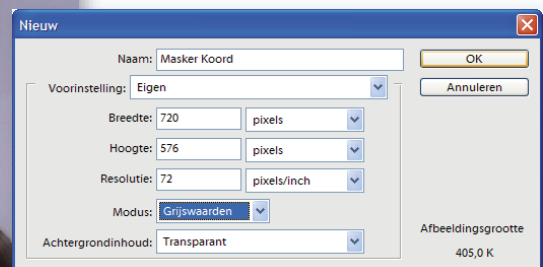 Nieuw
Naam: Masker Koord
OK
Voorinstelling: Eigen
Annuleren
Breedte: 720 pixels
Hoogte: 576 pixels
Resolutie: 72 pixels/inch
Modus: Grijswaarden
Afbeeldingsgrootte
Achtergrondinhoud: Transparant
405,0 K